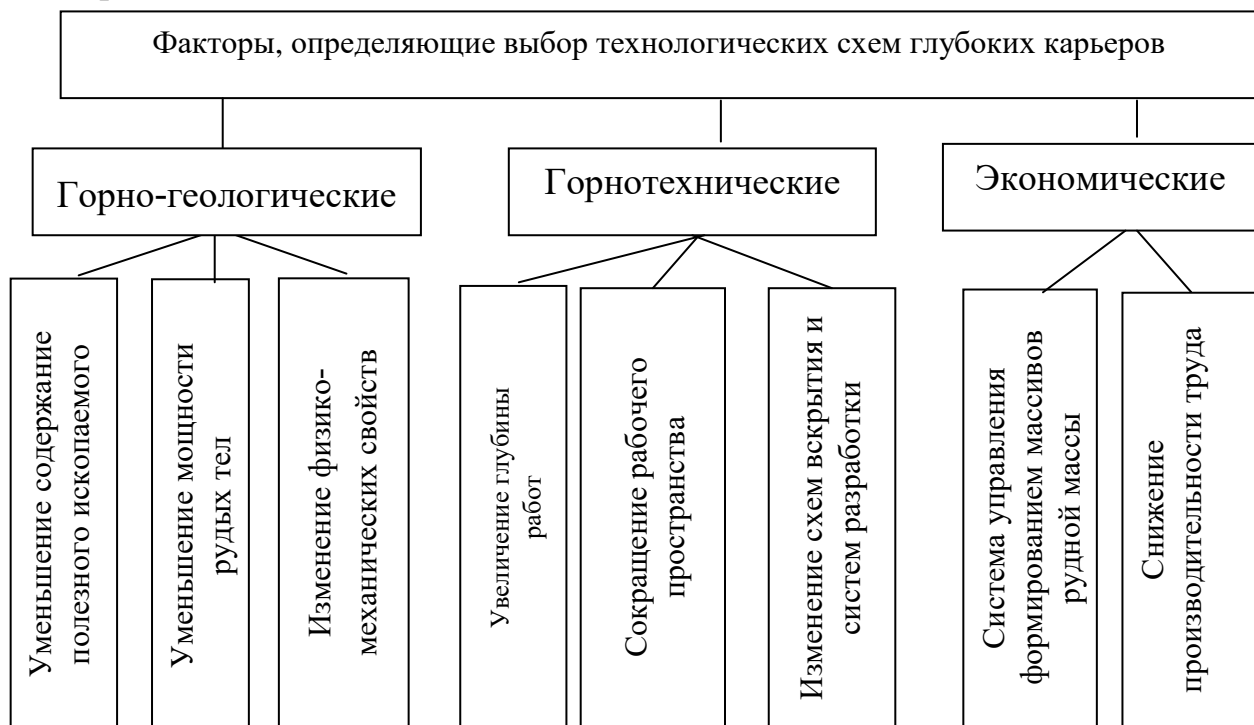 Факторы, определяющие выбор технологических схем глубоких карьеров
Горно-геологические
Горнотехнические
Экономические
Уменьшение содержание
полезного ископаемого
Уменьшение мощности
рудых тел
Изменение физико-
механических свойств
Увеличение глубины
работ
Сокращение рабочего
пространства
Изменение схем вскрытия и
систем разработки
Система управления
формированием массивов
рудной массы
Снижение
производительности труда